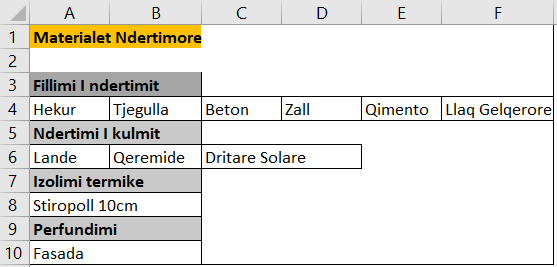 A B C D E F
1 Materialet Ndertimore
2
3 Fillimi I ndertimit
4 Hekur Tjegulla Beton Zall Qimento Llaq Gelqerore
5 Ndertimi I kulmit
6 Lande Qeremide Dritare Solare
7 Izolimi termike
8 Stiropoll 10cm
9 Perfundimi
10 Fasada